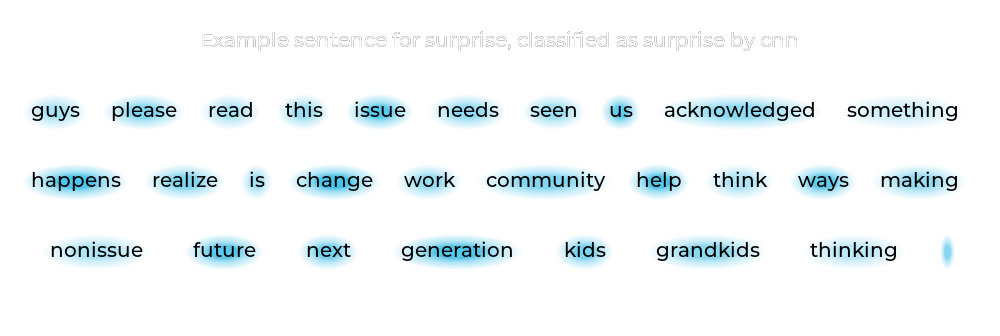 Example sentence for surprise, classified as surprise by cnn
guys please read this issue needs seen us acknowledged something
happens realize is change work community help think ways making
nonissue future next generation kids grandkids thinking